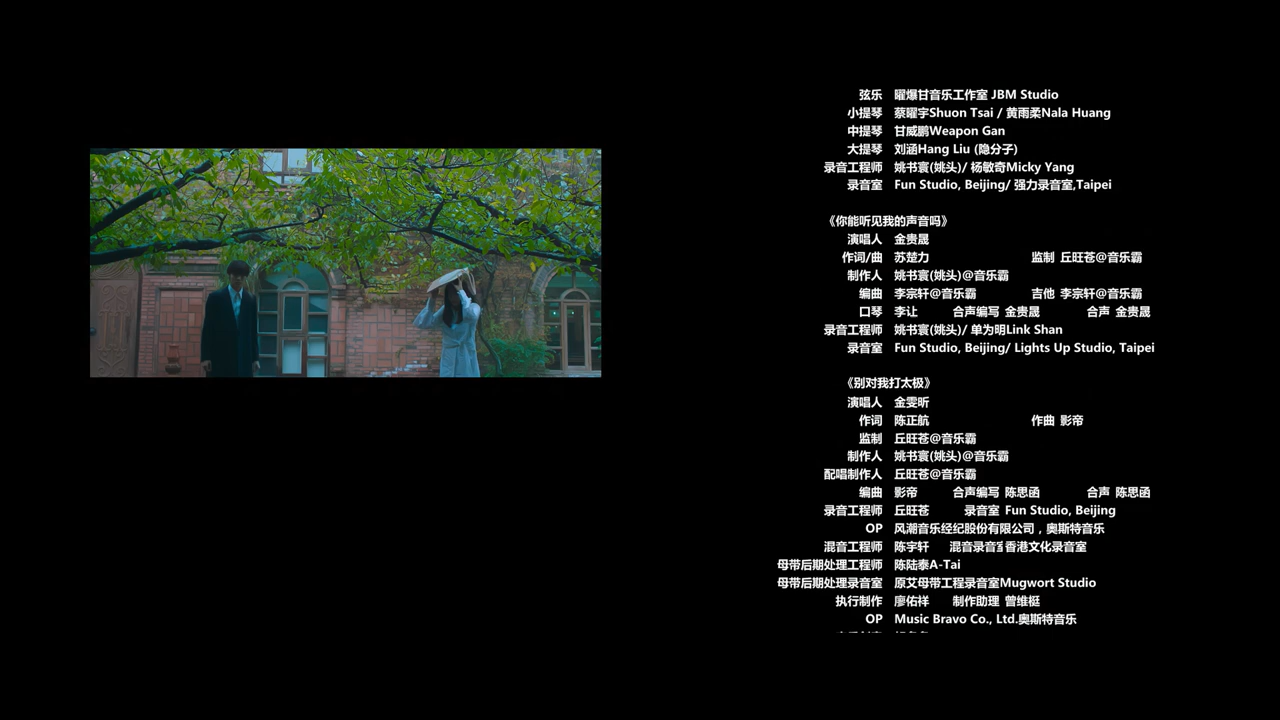 弦乐 曜爆甘音乐工作室 JBM Studio
小提琴 蔡曜宇Shuon Tsai / 黄雨柔Nala Huang
中提琴 甘威鹏Weapon Gan
大提琴 刘涵Hang Liu (隐分子)
录音工程师 姚书寰(姚头)/ 杨敏奇Micky Yang
录音室 Fun Studio, Beijing/ 强力录音室,Taipei
《你能听见我的声音吗》
演唱人 金贵晟
作词/曲 苏楚力 监制 丘旺苍@音乐霸
制作人 姚书寰(姚头)@音乐霸
编曲 李宗轩@音乐霸 吉他 李宗轩@音乐霸
口琴 李让 合声编写 金贵晟 合声 金贵晟
录音工程师 姚书寰(姚头)/ 单为明Link Shan
录音室 Fun Studio, Beijing/ Lights Up Studio, Taipei
《别对我打太极》
演唱人 金雯昕
作词 陈正航 作曲 影帝
监制 丘旺苍@音乐霸
制作人 姚书寰(姚头)@音乐霸
配唱制作人 丘旺苍@音乐霸
编曲 影帝 合声编写 陈思函 合声 陈思函
录音工程师 丘旺苍 录音室 Fun Studio, Beijing
OP 风潮音乐经纪股份有限公司，奥斯特音乐
混音工程师 陈宇轩 混音录音室 香港文化录音室
母带后期处理工程师 陈陆泰A-Tai
母带后期处理录音室 原艾母带工程录音室Mugwort Studio
执行制作 廖佑祥 制作助理 曾维梃
OP Music Bravo Co., Ltd.奥斯特音乐